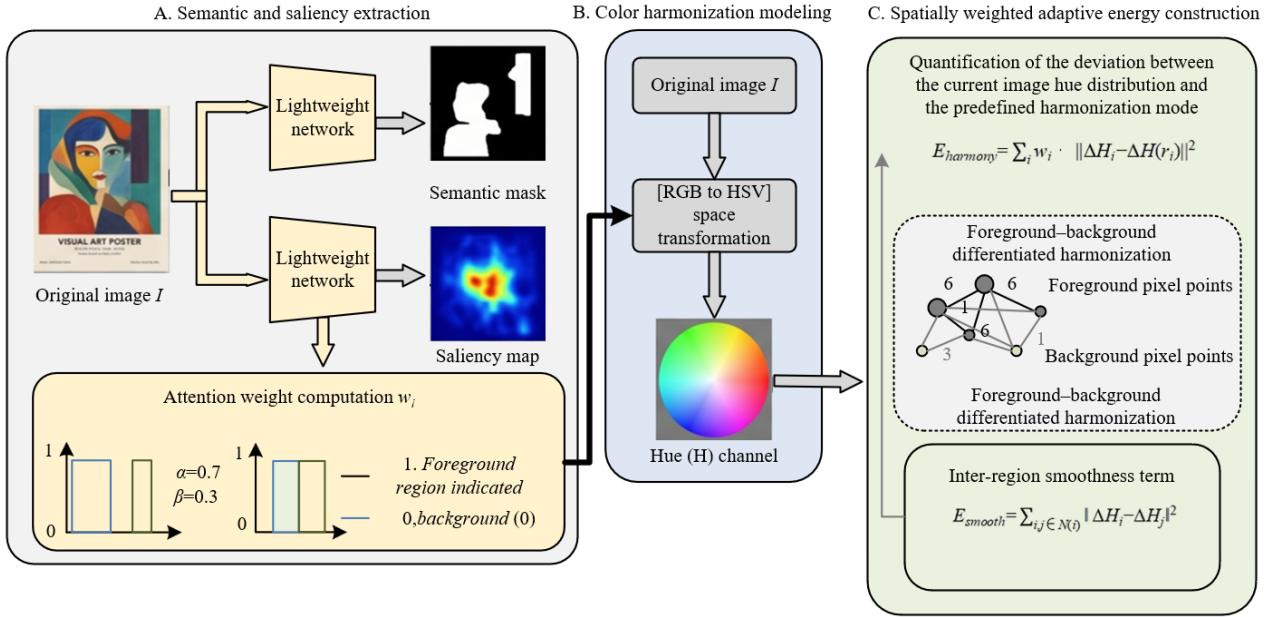 A. Semantic and saliency extraction
Lightweight
network
Semantic mask
VISUAL ART POSTER
Original image I
Lightweight
network
Saliency map
Attention weight computation wᵢ
1
0
α=0.7
β=0.3
1
0
1. Foreground
region indicated
0,background (0)
B. Color harmonization modeling
Original image I
[RGB to HSV]
space
transformation
Hue (H) channel
C. Spatially weighted adaptive energy construction
Quantification of the deviation between
the current image hue distribution and
the predefined harmonization mode
E_harmony=∑ᵢ wᵢ · ||ΔHᵢ−ΔH(rᵢ)||²
Foreground–background
differentiated harmonization
6 6
Foreground pixel points
1
6
1
3
Background pixel points
Foreground–background
differentiated harmonization
Inter-region smoothness term
E_smooth=∑_{i,j∈N(i)} ‖ΔHᵢ−ΔHⱼ‖²